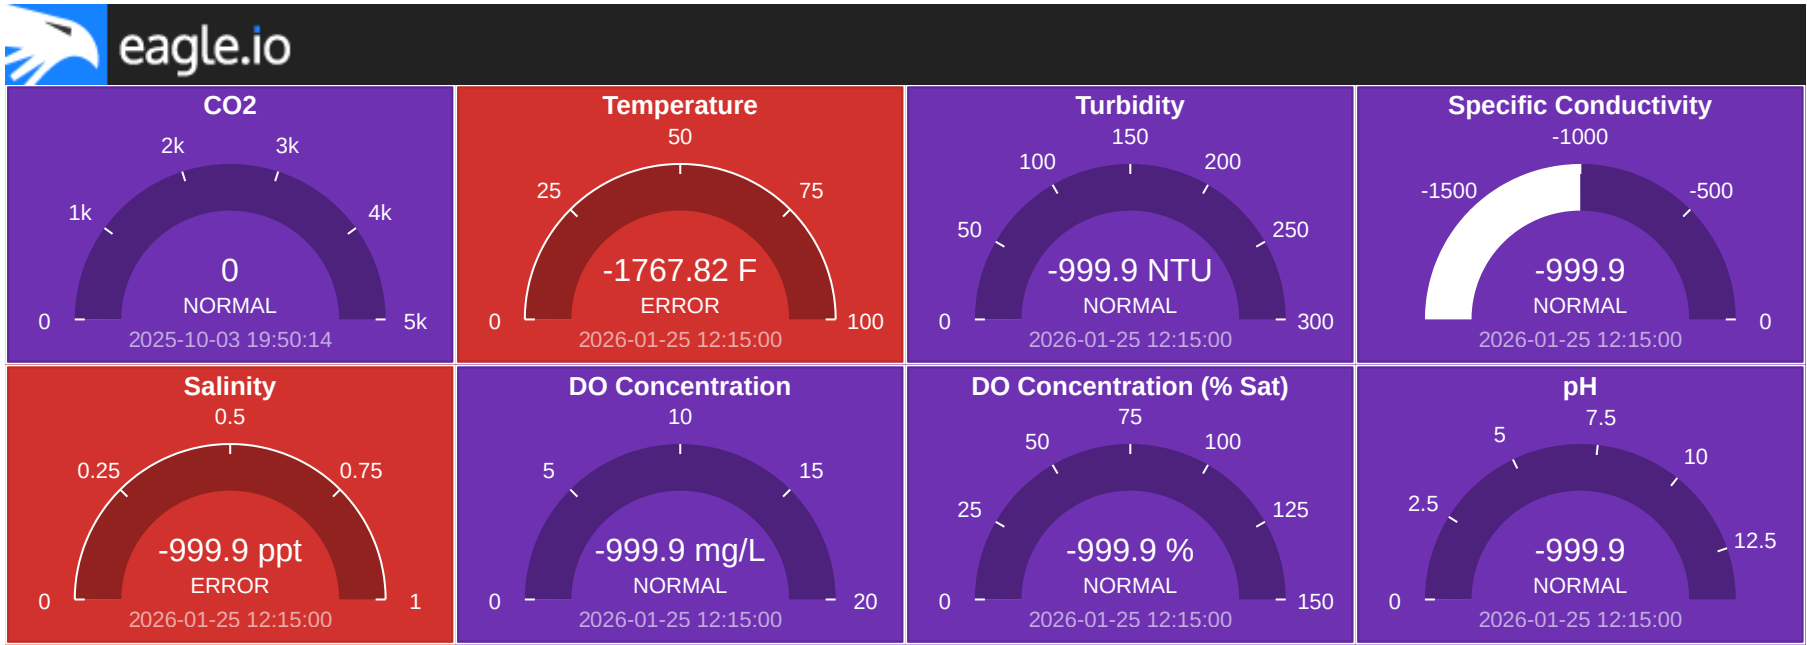 eagle.io
CO2
2k 3k
1k 4k
0
NORMAL
0 5k
2025-10-03 19:50:14
Temperature
50
25 75
-1767.82 F
ERROR
0 100
2026-01-25 12:15:00
Turbidity
150
100 200
50 250
-999.9 NTU
NORMAL
0 300
2026-01-25 12:15:00
Specific Conductivity
-1000
-1500 -500
-999.9
NORMAL
0
2026-01-25 12:15:00
Salinity
0.5
0.25 0.75
-999.9 ppt
ERROR
0 1
2026-01-25 12:15:00
DO Concentration
10
5 15
-999.9 mg/L
NORMAL
0 20
2026-01-25 12:15:00
DO Concentration (% Sat)
75
50 100
25 125
-999.9 %
NORMAL
0 150
2026-01-25 12:15:00
pH
7.5
5 10
2.5 12.5
-999.9
NORMAL
0
2026-01-25 12:15:00